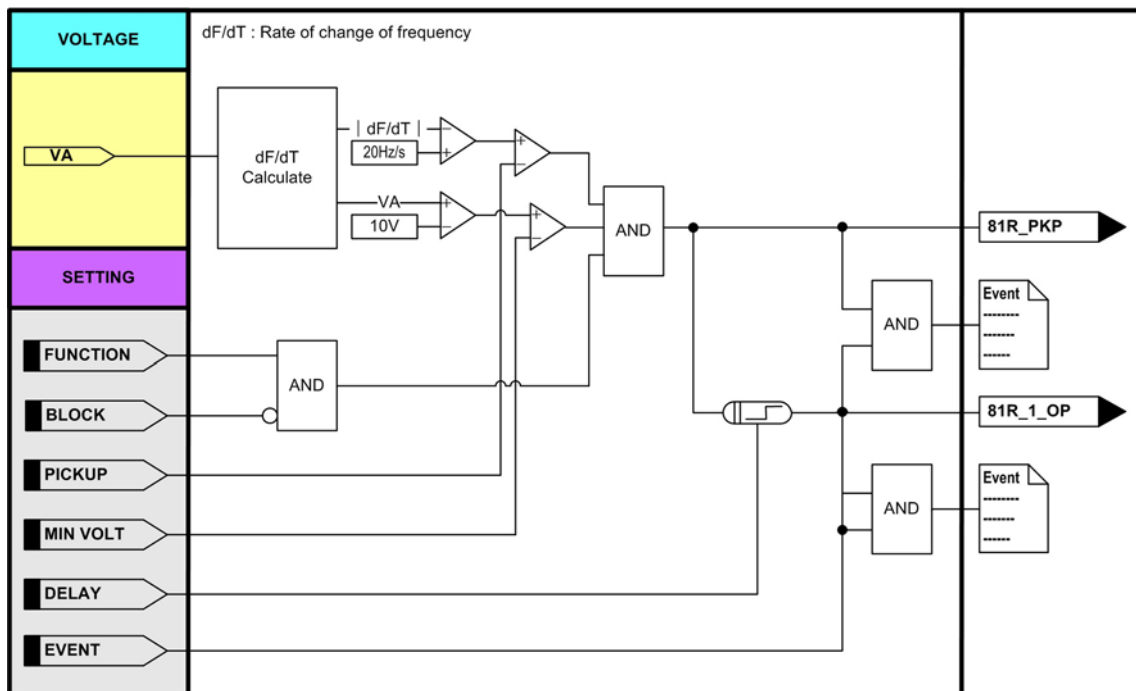 VOLTAGE
dF/dT : Rate of change of frequency
VA
dF/dT
Calculate
| dF/dT |
20Hz/s
VA
10V
AND
81R_PKP
SETTING
Event
AND
FUNCTION
AND
BLOCK
81R_1_OP
PICKUP
Event
AND
MIN VOLT
DELAY
EVENT